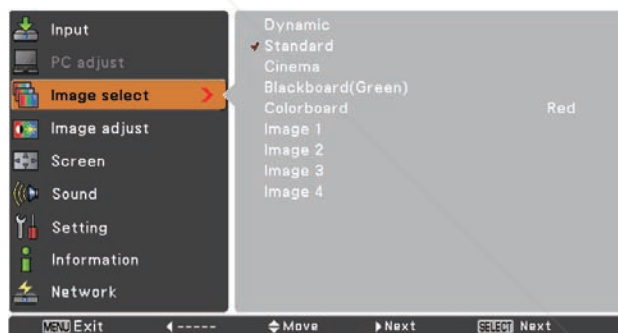 Input
PC adjust
Image select
Image adjust
Screen
Sound
Setting
Information
Network
Dynamic
Standard
Cinema
Blackboard(Green)
Colorboard Red
Image 1
Image 2
Image 3
Image 4
MENU Exit ----- Move Next SELECT Next